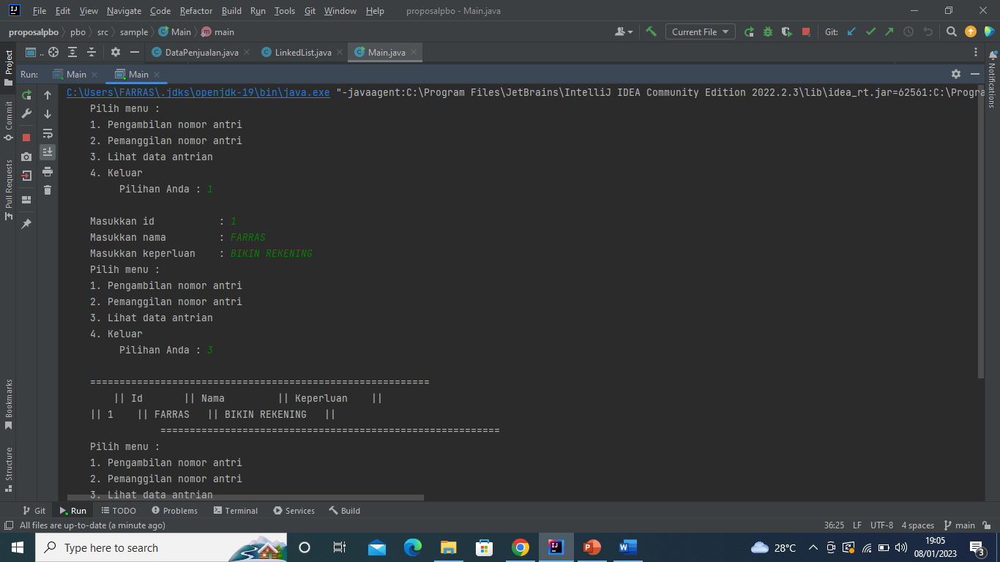 File Edit View Navigate Code Refactor Build Run Tools Git Window Help proposalpbo - Main.java
proposalpbo pbo src sample Main main Current File Git:
Project .. DataPenjualan.java LinkedList.java Main.java
Notifications
Run: Main Main
Commit
Pull Requests
Bookmarks
Structure
C:\Users\FARRAS\.jdks\openjdk-19\bin\java.exe "-javaagent:C:\Program Files\JetBrains\IntelliJ IDEA Community Edition 2022.2.3\lib\idea_rt.jar=62561:C:\Progra
Pilih menu :
1. Pengambilan nomor antri
2. Pemanggilan nomor antri
3. Lihat data antrian
4. Keluar
Pilihan Anda : 1
Masukkan id : 1
Masukkan nama : FARRAS
Masukkan keperluan : BIKIN REKENING
Pilih menu :
1. Pengambilan nomor antri
2. Pemanggilan nomor antri
3. Lihat data antrian
4. Keluar
Pilihan Anda : 3
==========================================================
|| Id || Nama || Keperluan ||
|| 1 || FARRAS || BIKIN REKENING ||
==========================================================
Pilih menu :
1. Pengambilan nomor antri
2. Pemanggilan nomor antri
3. Lihat data antrian
Git Run TODO Problems Terminal Services Build
All files are up-to-date (a minute ago) 36:25 LF UTF-8 4 spaces main
Type here to search 28°C 19:05
08/01/2023 3